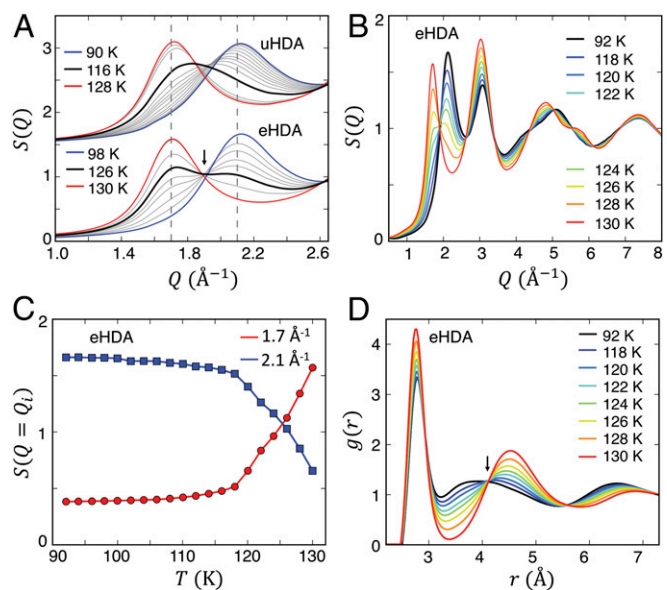 A
3
2
1
0
S(Q)
uHDA
90 K
116 K
128 K
eHDA
98 K
126 K
130 K
1.0 1.4 1.8 2.2 2.6
Q (Å⁻¹)
B
2
1
0
S(Q)
eHDA
92 K
118 K
120 K
122 K
124 K
126 K
128 K
130 K
1 2 3 4 5 6 7 8
Q (Å⁻¹)
C
2
1
0
S(Q = Qᵢ)
eHDA
1.7 Å⁻¹
2.1 Å⁻¹
90 100 110 120 130
T (K)
D
4
3
2
1
0
g(r)
eHDA
92 K
118 K
120 K
122 K
124 K
126 K
128 K
130 K
3 4 5 6 7
r (Å)